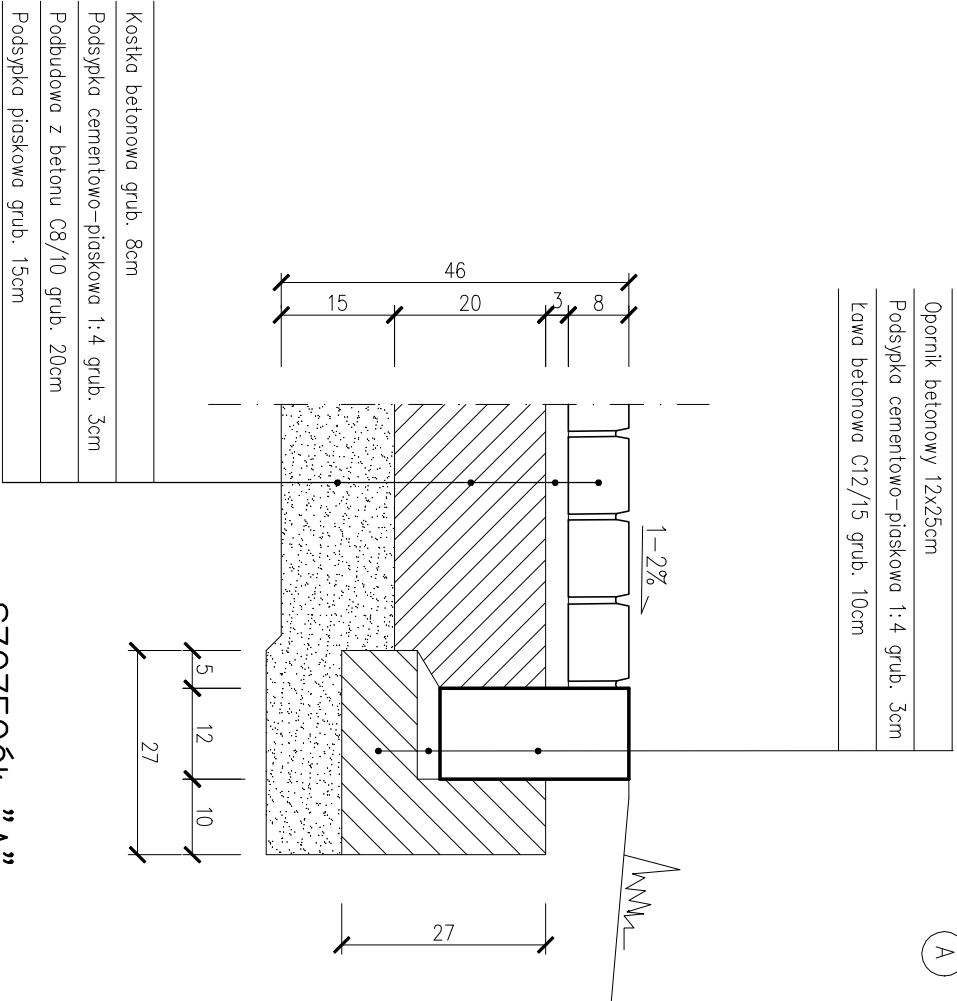 A
Opornik betonowy 12x25cm
Podsypka cementowo-piaskowa 1:4 grub. 3cm
Ława betonowa C12/15 grub. 10cm
1-2%
8
3
20
15
46
27
5
12
10
27
Kostka betonowa grub. 8cm
Podsypka cementowo-piaskowa 1:4 grub. 3cm
Podbudowa z betonu C8/10 grub. 20cm
Podsypka piaskowa grub. 15cm